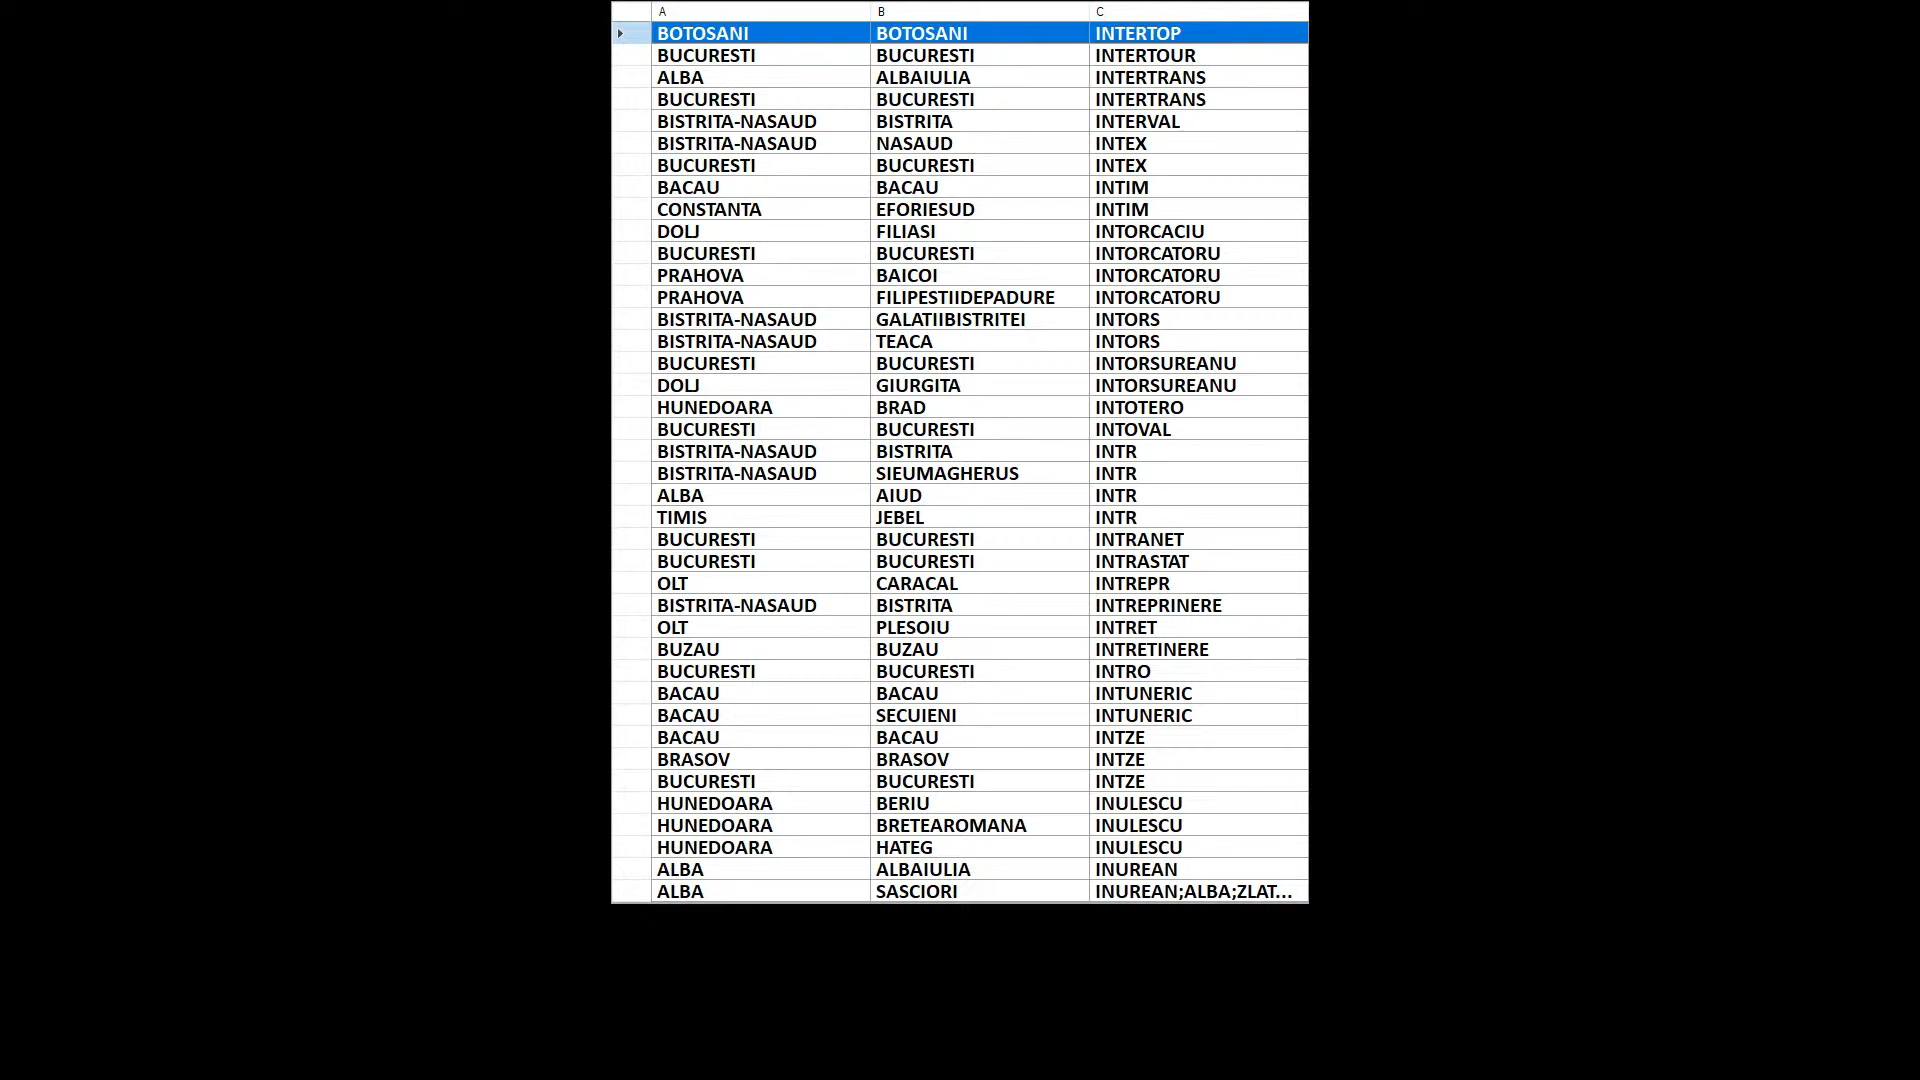 A B C
BOTOSANI BOTOSANI INTERTOP
BUCURESTI BUCURESTI INTERTOUR
ALBA ALBAIULIA INTERTRANS
BUCURESTI BUCURESTI INTERTRANS
BISTRITA-NASAUD BISTRITA INTERVAL
BISTRITA-NASAUD NASAUD INTEX
BUCURESTI BUCURESTI INTEX
BACAU BACAU INTIM
CONSTANTA EFORIESUD INTIM
DOLJ FILIASI INTORCACIU
BUCURESTI BUCURESTI INTORCATORU
PRAHOVA BAICOI INTORCATORU
PRAHOVA FILIPESTIIDEPADURE INTORCATORU
BISTRITA-NASAUD GALATIIBISTRITEI INTORS
BISTRITA-NASAUD TEACA INTORS
BUCURESTI BUCURESTI INTORSUREANU
DOLJ GIURGITA INTORSUREANU
HUNEDOARA BRAD INTOTERO
BUCURESTI BUCURESTI INTOVAL
BISTRITA-NASAUD BISTRITA INTR
BISTRITA-NASAUD SIEUMAGHERUS INTR
ALBA AIUD INTR
TIMIS JEBEL INTR
BUCURESTI BUCURESTI INTRANET
BUCURESTI BUCURESTI INTRASTAT
OLT CARACAL INTREPR
BISTRITA-NASAUD BISTRITA INTREPRINERE
OLT PLESOIU INTRET
BUZAU BUZAU INTRETINERE
BUCURESTI BUCURESTI INTRO
BACAU BACAU INTUNERIC
BACAU SECUIENI INTUNERIC
BACAU BACAU INTZE
BRASOV BRASOV INTZE
BUCURESTI BUCURESTI INTZE
HUNEDOARA BERIU INULESCU
HUNEDOARA BRETEAROMANA INULESCU
HUNEDOARA HATEG INULESCU
ALBA ALBAIULIA INUREAN
ALBA SASCIORI INUREAN;ALBA;ZLAT...